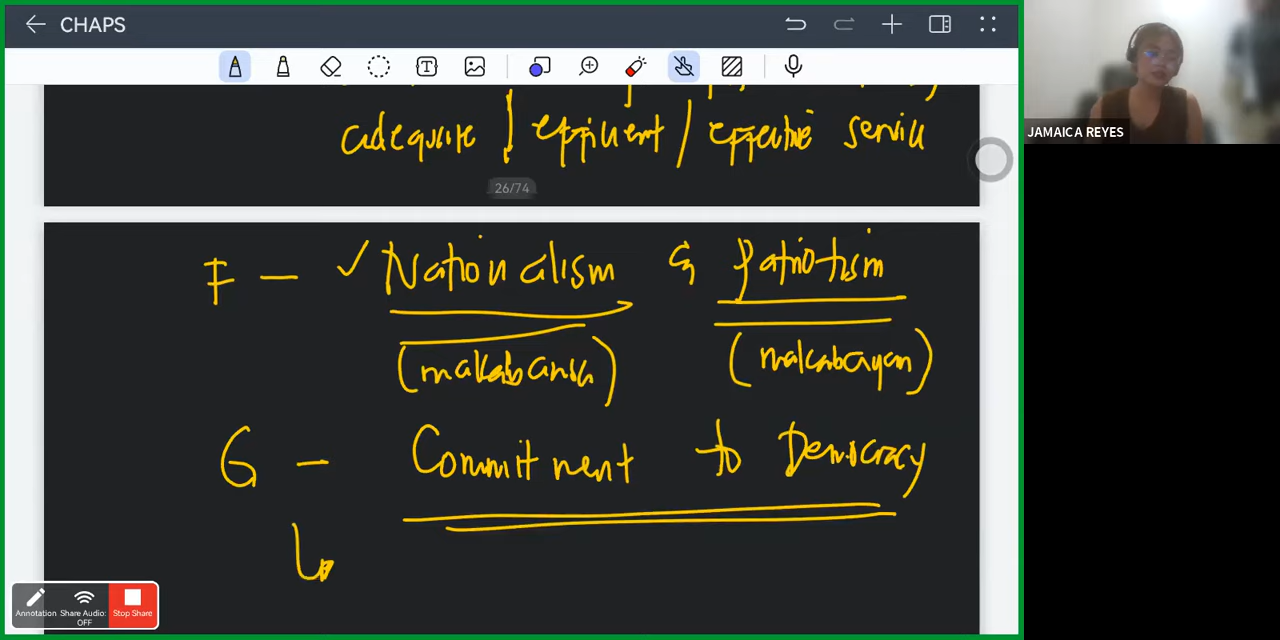 CHAPS
JAMAICA REYES
adequate / efficient / effective service
26/74
F - ✓ Nationalism & Patriotism
(makabansa) (makabayan)
G - Commitment to Democracy
Annotation Share Audio: OFF Stop Share